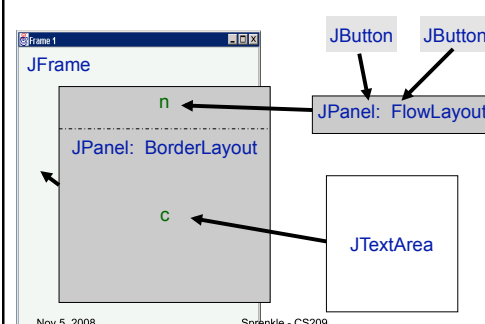 Frame 1
JButton JButton
JFrame
n
JPanel: FlowLayout
JPanel: BorderLayout
c
JTextArea
Nov 5, 2008 Sprenkle - CS209